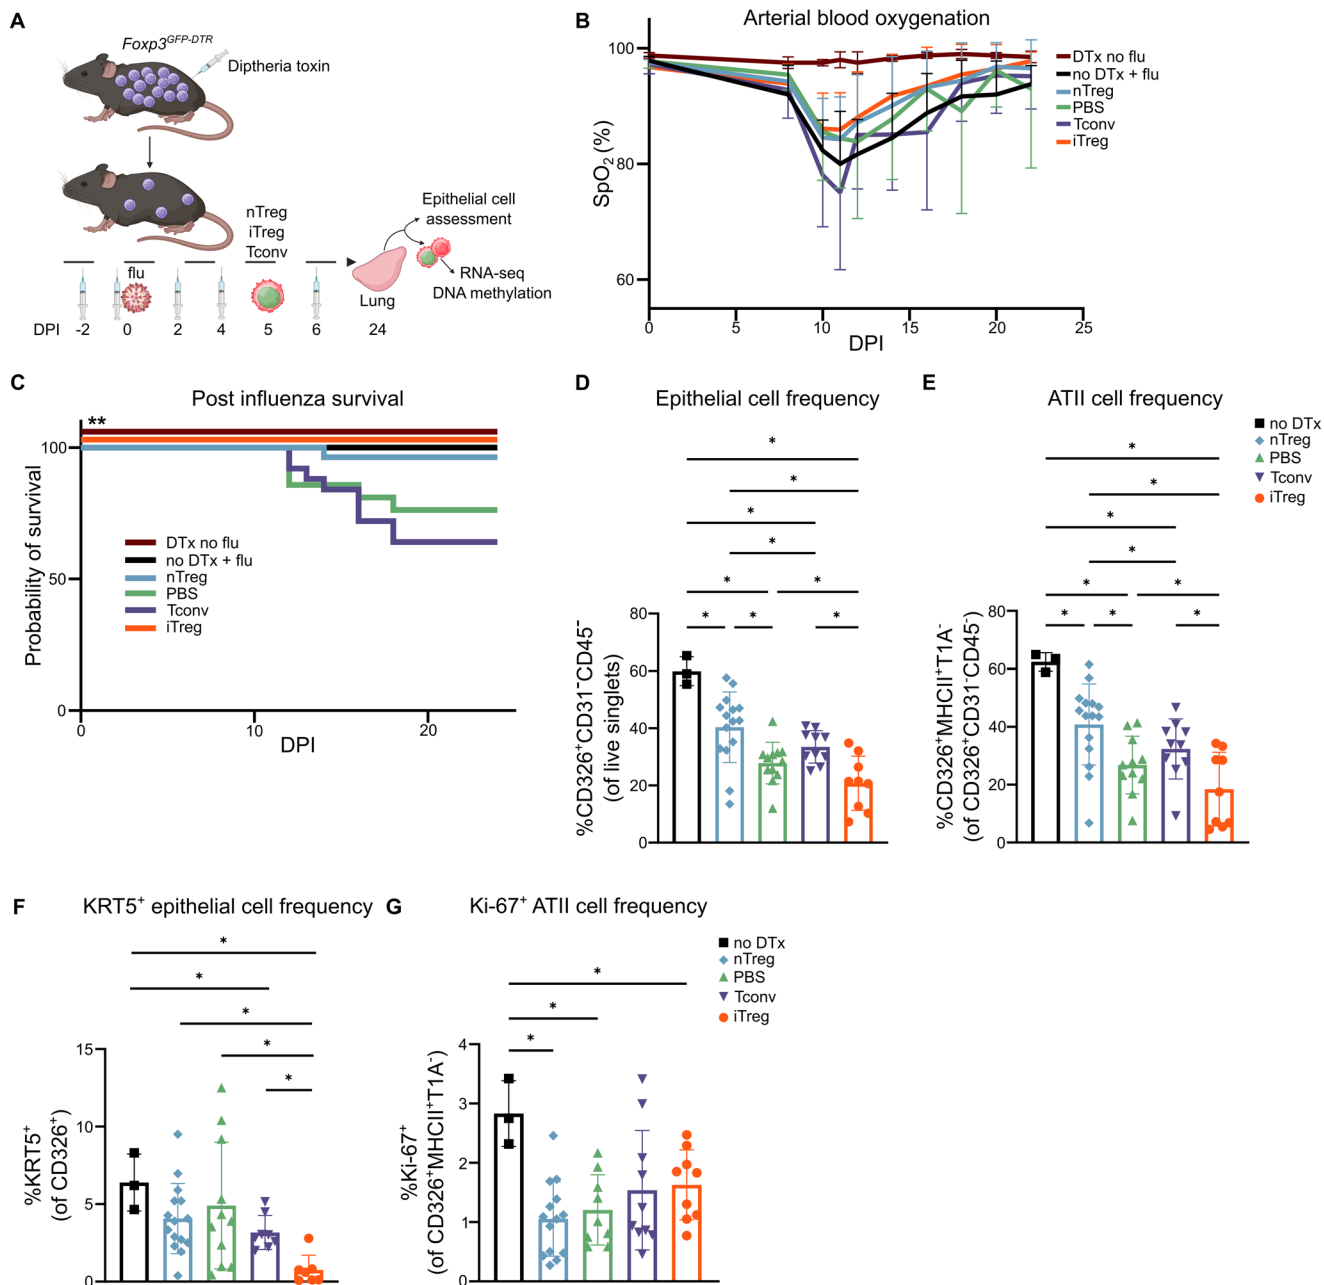 A
Foxp3GFP-DTR
Diptheria toxin
nTreg
iTreg
Tconv
Epithelial cell
assessment
flu
RNA-seq
DNA methylation
Lung
DPI -2 0 2 4 5 6 24
B
Arterial blood oxygenation
SpO2 (%)
100
80
60
0 5 10 15 20 25
DPI
DTx no flu
no DTx + flu
nTreg
PBS
Tconv
iTreg
C
Post influenza survival
Probability of survival
**
100
50
0
0 10 20
DPI
DTx no flu
no DTx + flu
nTreg
PBS
Tconv
iTreg
D
Epithelial cell frequency
* * * * * * * * *
%CD326+CD31-CD45-
(of live singlets)
80
60
40
20
0
E
ATII cell frequency
* * * * * * * * *
%CD326+MHCII+T1A-
(of CD326+CD31-CD45-)
80
60
40
20
0
no DTx
nTreg
PBS
Tconv
iTreg
F
KRT5+ epithelial cell frequency
* * * * *
%KRT5+
(of CD326+)
15
10
5
0
G
Ki-67+ ATII cell frequency
* * *
%Ki-67+
(of CD326+MHCII+T1A-)
4
3
2
1
0
no DTx
nTreg
PBS
Tconv
iTreg